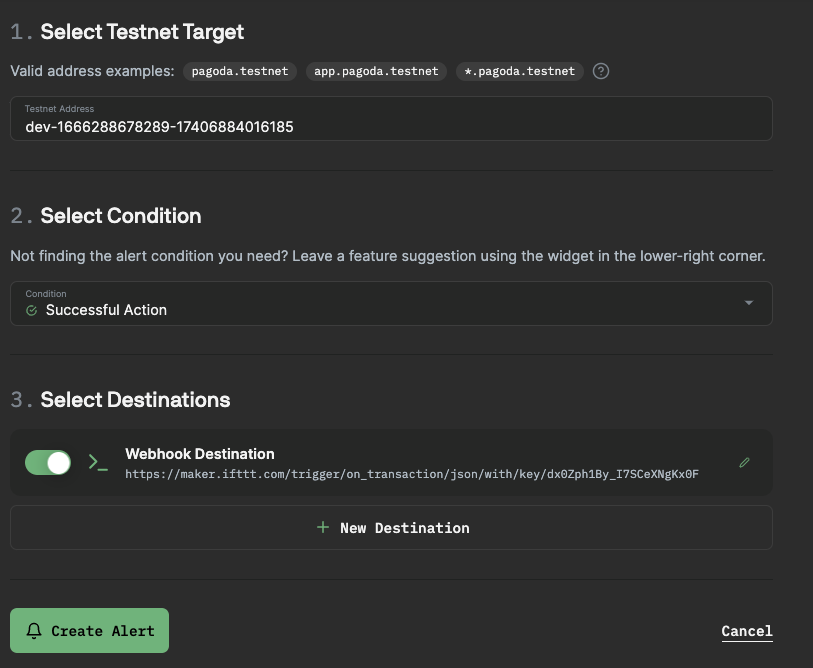 1. Select Testnet Target
Valid address examples: pagoda.testnet app.pagoda.testnet *.pagoda.testnet ?
Testnet Address
dev-1666288678289-17406884016185
2. Select Condition
Not finding the alert condition you need? Leave a feature suggestion using the widget in the lower-right corner.
Condition
Successful Action
3. Select Destinations
Webhook Destination
https://maker.ifttt.com/trigger/on_transaction/json/with/key/dx0Zph1By_I7SCeXNgKx0F
+ New Destination
Create Alert
Cancel